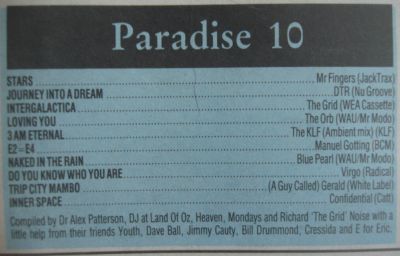 Paradise 10
STARS Mr Fingers (JackTrax)
JOURNEY INTO A DREAM DTR (Nu Groove)
INTERGALACTICA The Grid (WEA Cassette)
LOVING YOU The Orb (WAU/Mr Modo)
3 AM ETERNAL The KLF (Ambient mix) (KLF)
E2–E4 Manuel Gotting (BCM)
NAKED IN THE RAIN Blue Pearl (WAU/Mr Modo)
DO YOU KNOW WHO YOU ARE Virgo (Radical)
TRIP CITY MAMBO (A Guy Called) Gerald (White Label)
INNER SPACE Confidential (Catt)
Compiled by Dr Alex Patterson, DJ at Land Of Oz, Heaven, Mondays and Richard 'The Grid' Noise with a
little help from their friends Youth, Dave Ball, Jimmy Cauty, Bill Drummond, Cressida and E for Eric.